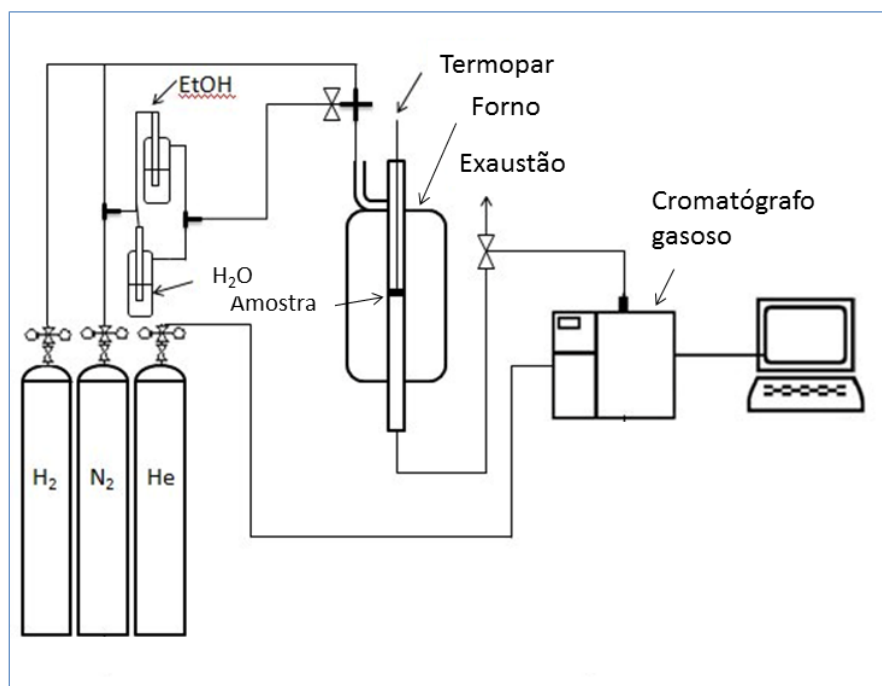 EtOH
Termopar
Forno
Exaustão
Cromatógrafo
gasoso
H₂O
Amostra
H₂
N₂
He